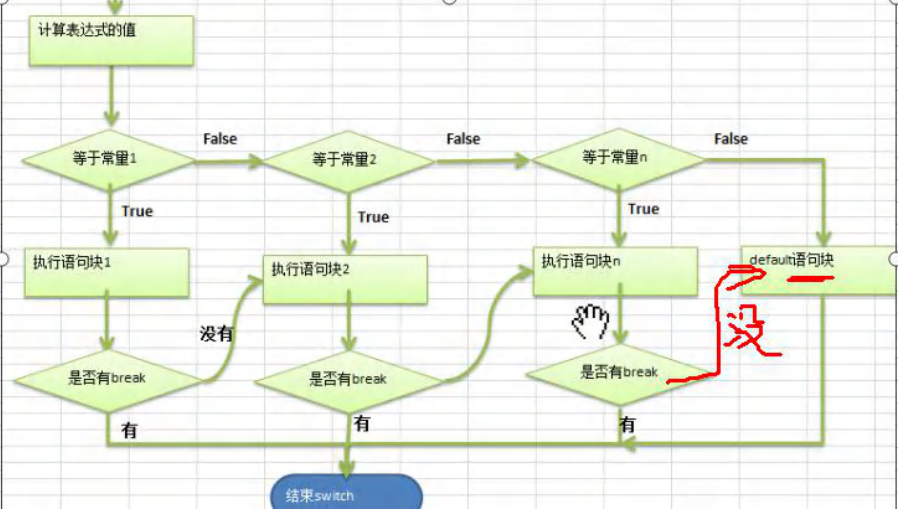 计算表达式的值
False
False
False
等于常量1
等于常量2
等于常量n
True
True
True
执行语句块1
执行语句块2
执行语句块n
default语句块
没有
没
是否有break
是否有break
是否有break
有
有
有
结束switch